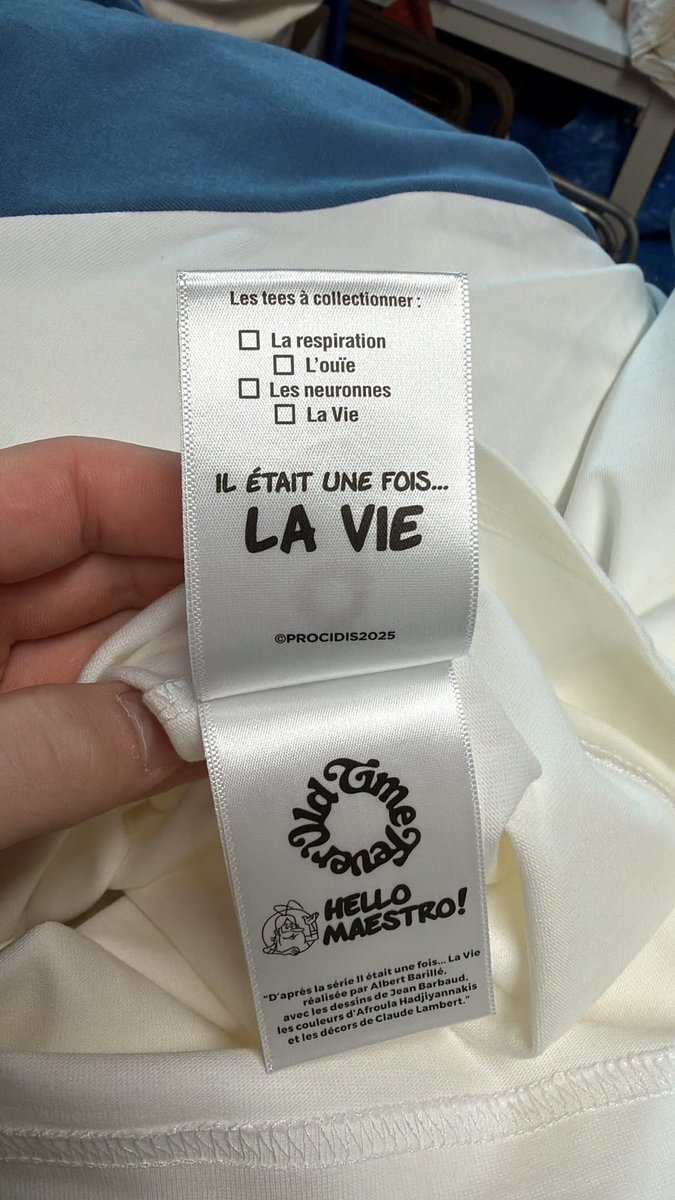 Les tees à collectionner :
☐ La respiration
☐ L'ouïe
☐ Les neuronnes
☐ La Vie
IL ÉTAIT UNE FOIS...
LA VIE
©PROCIDIS2025
Old Time Fever
HELLO
MAESTRO!
"D'après la série Il était une fois... La Vie
réalisée par Albert Barillé,
avec les dessins de Jean Barbaud,
les couleurs d'Afroula Hadjiyannakis
et les décors de Claude Lambert."